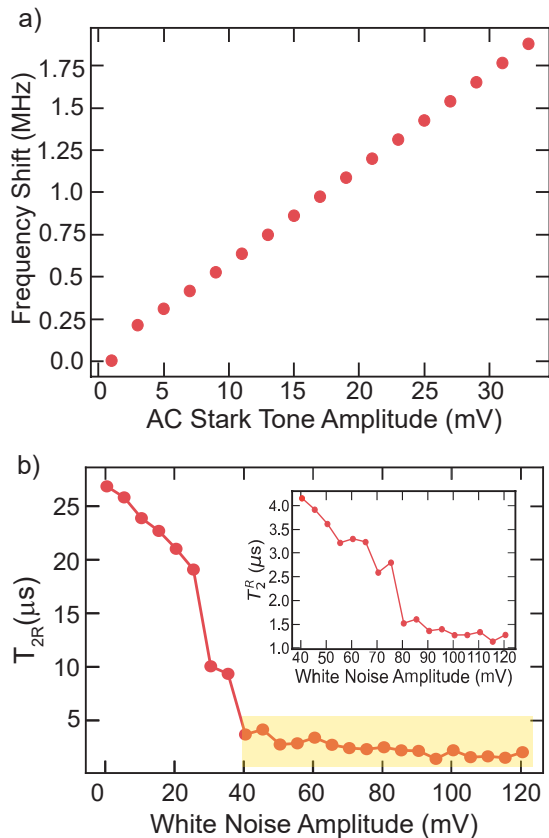 a)
Frequency Shift (MHz)
1.75
1.5
1.25
1.0
0.75
0.5
0.25
0.0
0 5 10 15 20 25 30
AC Stark Tone Amplitude (mV)
b)
T2R(μs)
25
20
15
10
5
0 20 40 60 80 100 120
White Noise Amplitude (mV)
T2R (μs)
4.0
3.5
3.0
2.5
2.0
1.5
1.0
40 50 60 70 80 90 100 110 120
White Noise Amplitude (mV)